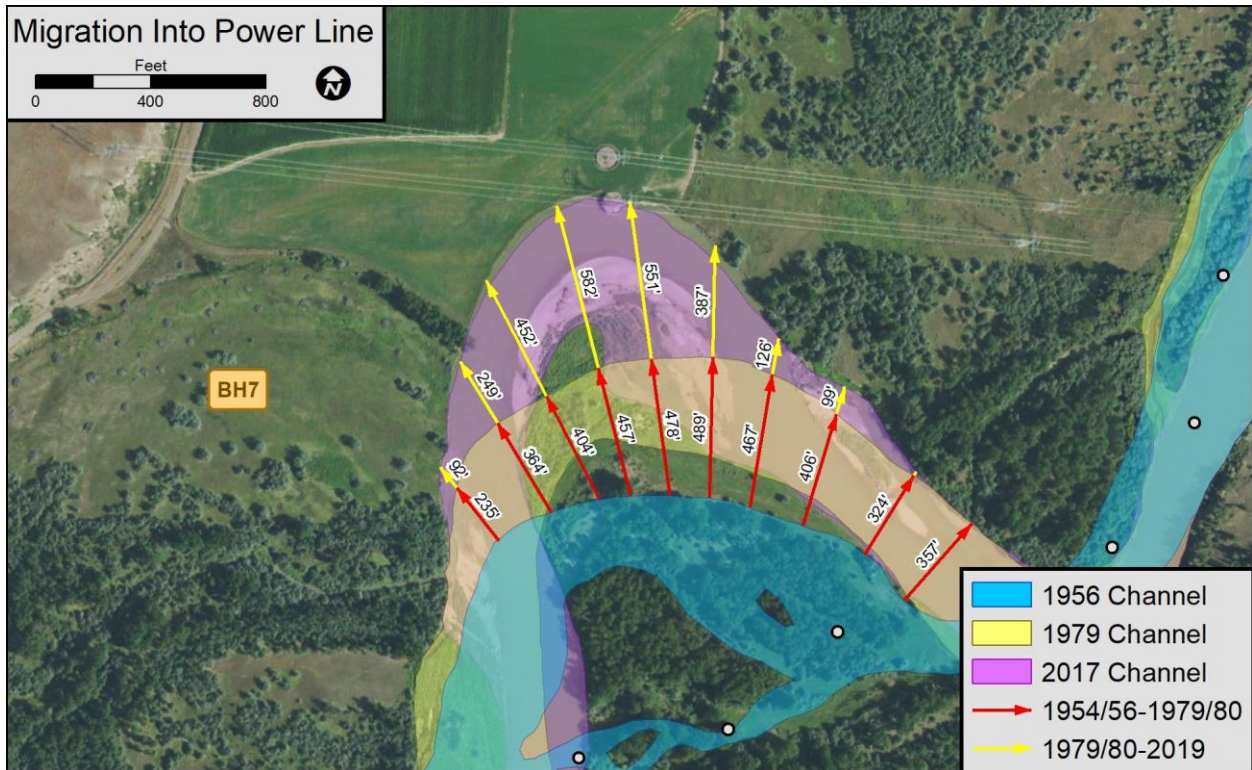 Migration Into Power Line
Feet
0 400 800
N
582'
551'
387'
452'
126'
249'
99'
92'
235'
364'
404'
457'
478'
489'
467'
406'
324'
357'
BH7
1956 Channel
1979 Channel
2017 Channel
1954/56-1979/80
1979/80-2019